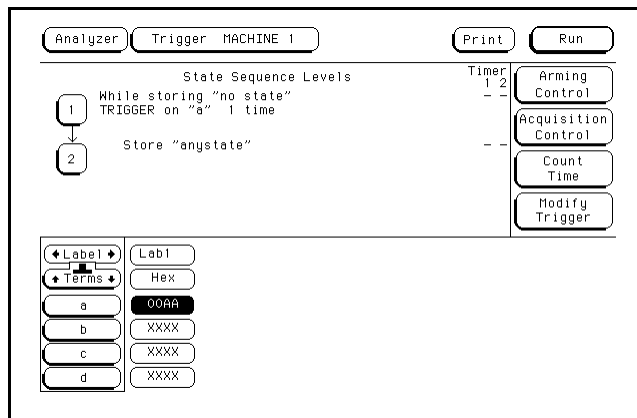 Analyzer Trigger MACHINE 1 Print Run
State Sequence Levels Timer
1 2
1 While storing "no state" - -
TRIGGER on "a" 1 time
2 Store "anystate" - -
Arming
Control
Acquisition
Control
Count
Time
Modify
Trigger
Label Lab1
Terms Hex
a 00AA
b XXXX
c XXXX
d XXXX